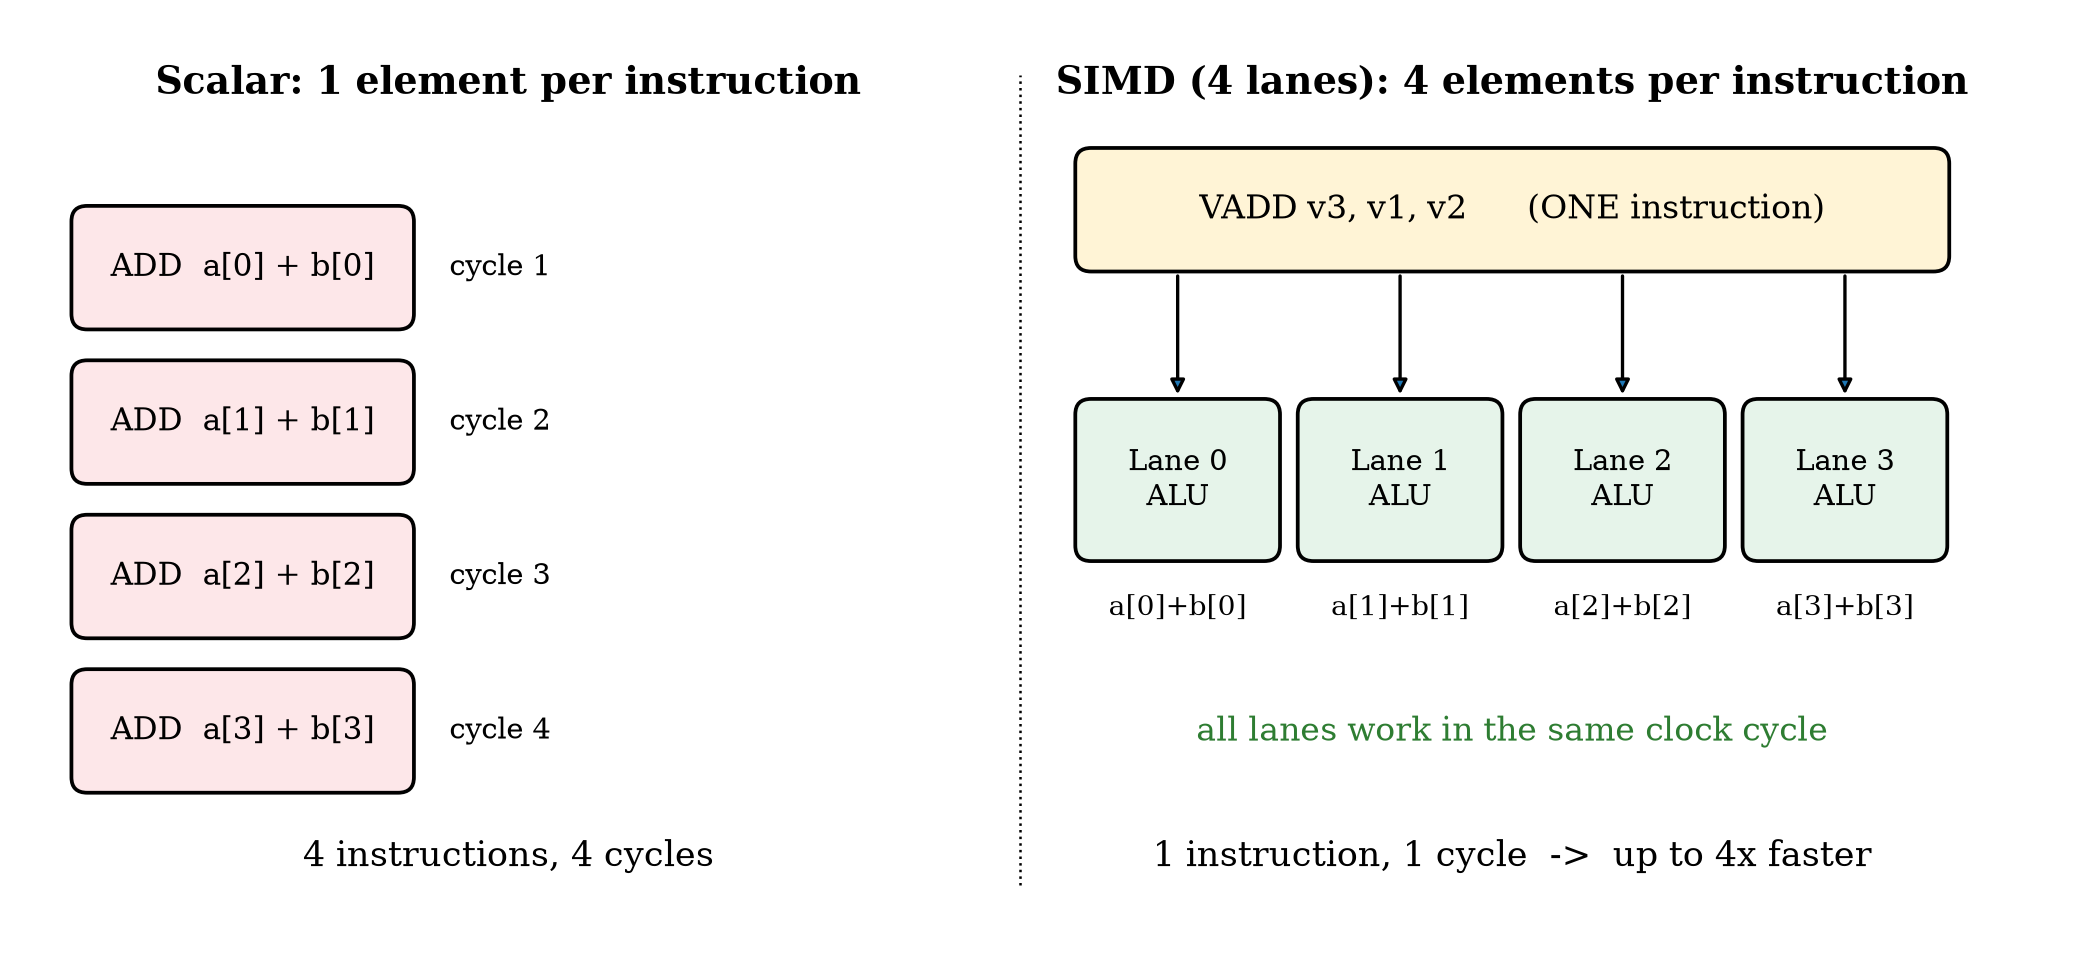 Scalar: 1 element per instruction
ADD  a[0] + b[0]
cycle 1
ADD  a[1] + b[1]
cycle 2
ADD  a[2] + b[2]
cycle 3
ADD  a[3] + b[3]
cycle 4
4 instructions, 4 cycles
SIMD (4 lanes): 4 elements per instruction
VADD v3, v1, v2      (ONE instruction)
Lane 0
ALU
Lane 1
ALU
Lane 2
ALU
Lane 3
ALU
a[0]+b[0]
a[1]+b[1]
a[2]+b[2]
a[3]+b[3]
all lanes work in the same clock cycle
1 instruction, 1 cycle  ->  up to 4x faster